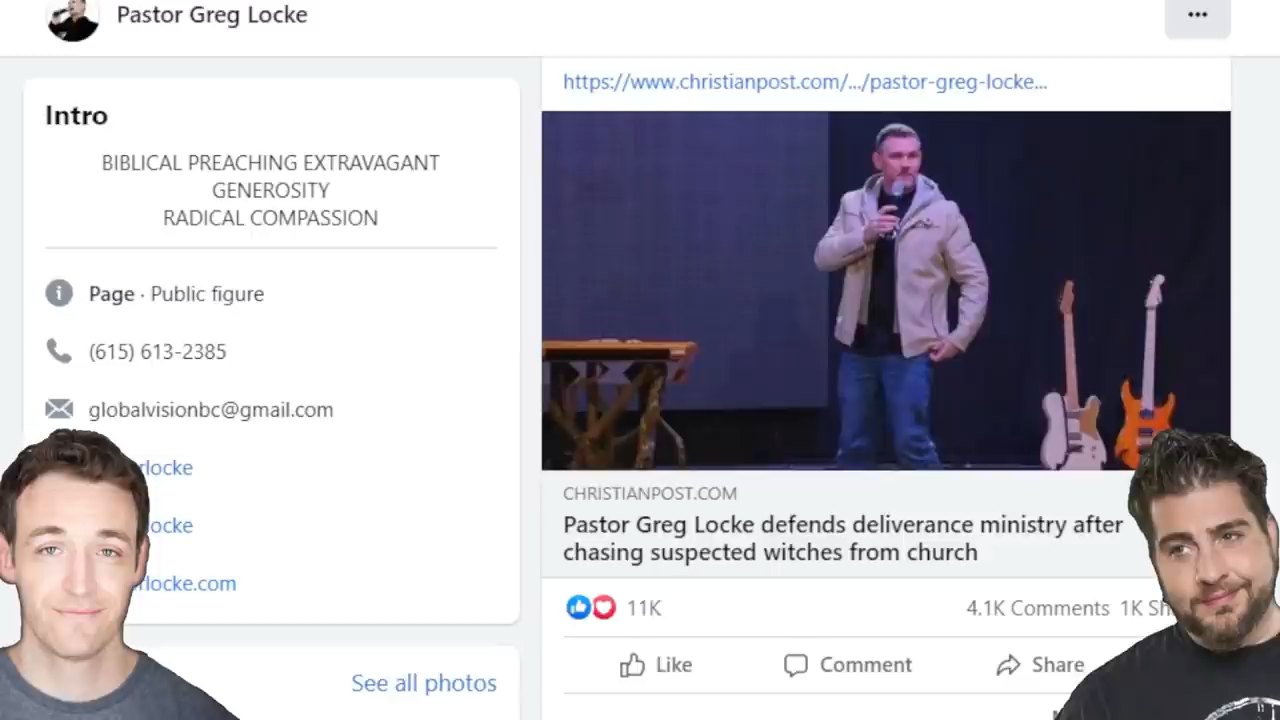 Pastor Greg Locke
Intro
BIBLICAL PREACHING EXTRAVAGANT
GENEROSITY
RADICAL COMPASSION
Page · Public figure
(615) 613-2385
globalvisionbc@gmail.com
rlocke
ocke
rlocke.com
See all photos
https://www.christianpost.com/.../pastor-greg-locke...
CHRISTIANPOST.COM
Pastor Greg Locke defends deliverance ministry after
chasing suspected witches from church
11K
4.1K Comments 1K Sh
Like
Comment
Share